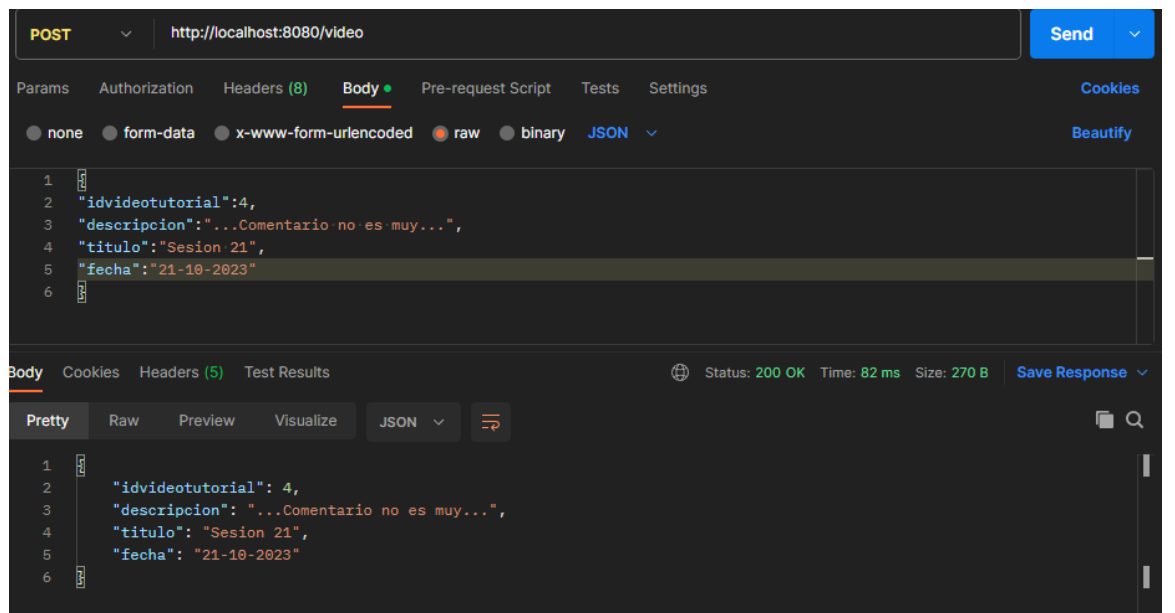 POST http://localhost:8080/video Send
Params Authorization Headers (8) Body Pre-request Script Tests Settings Cookies
none form-data x-www-form-urlencoded raw binary JSON Beautify
1 {
2 "idvideotutorial":4,
3 "descripcion":"...Comentario no es muy...",
4 "titulo":"Sesion 21",
5 "fecha":"21-10-2023"
6 }
Body Cookies Headers (5) Test Results Status: 200 OK Time: 82 ms Size: 270 B Save Response
Pretty Raw Preview Visualize JSON
1 {
2 "idvideotutorial": 4,
3 "descripcion": "...Comentario no es muy...",
4 "titulo": "Sesion 21",
5 "fecha": "21-10-2023"
6 }